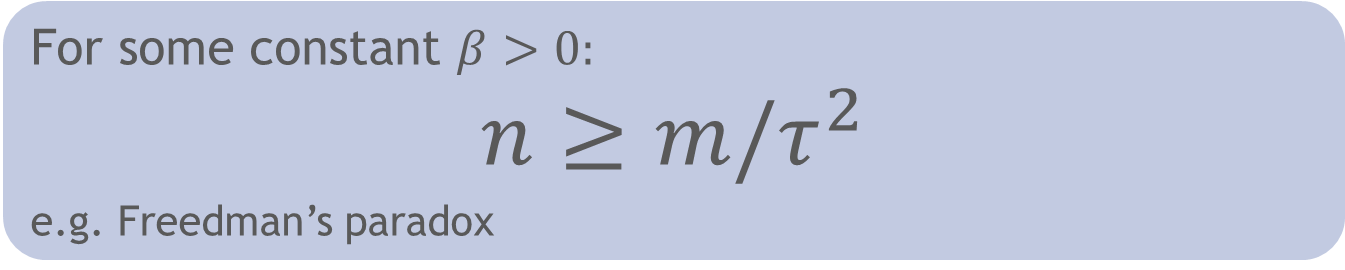 For some constant 𝛽 > 0:
𝑛 ≥ 𝑚/𝜏²
e.g. Freedman’s paradox